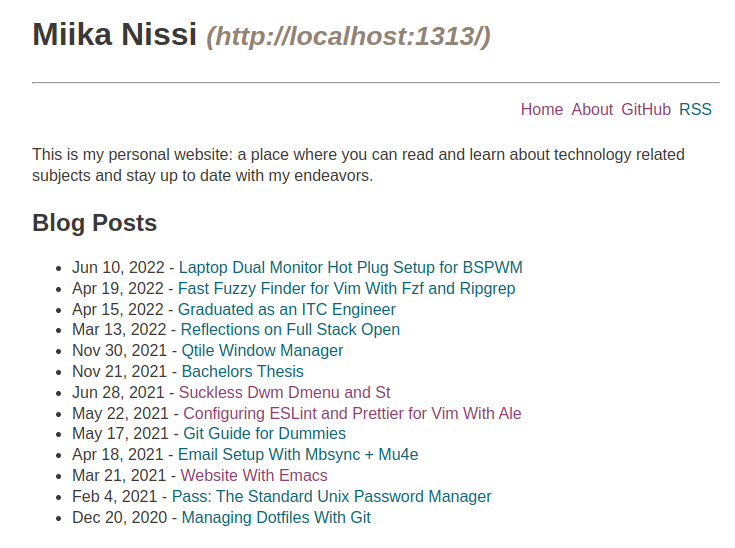 Miika Nissi (http://localhost:1313/)
Home About GitHub RSS
This is my personal website: a place where you can read and learn about technology related
subjects and stay up to date with my endeavors.
Blog Posts
• Jun 10, 2022 - Laptop Dual Monitor Hot Plug Setup for BSPWM
• Apr 19, 2022 - Fast Fuzzy Finder for Vim With Fzf and Ripgrep
• Apr 15, 2022 - Graduated as an ITC Engineer
• Mar 13, 2022 - Reflections on Full Stack Open
• Nov 30, 2021 - Qtile Window Manager
• Nov 21, 2021 - Bachelors Thesis
• Jun 28, 2021 - Suckless Dwm Dmenu and St
• May 22, 2021 - Configuring ESLint and Prettier for Vim With Ale
• May 17, 2021 - Git Guide for Dummies
• Apr 18, 2021 - Email Setup With Mbsync + Mu4e
• Mar 21, 2021 - Website With Emacs
• Feb 4, 2021 - Pass: The Standard Unix Password Manager
• Dec 20, 2020 - Managing Dotfiles With Git